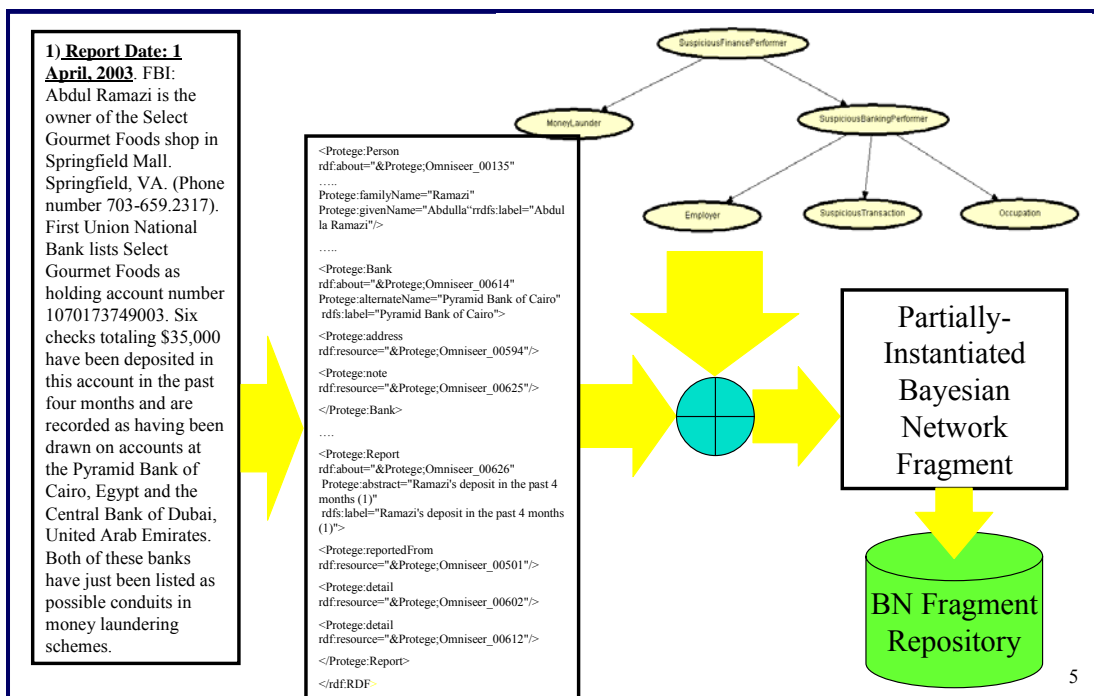 1) Report Date: 1
April, 2003. FBI:
Abdul Ramazi is the
owner of the Select
Gourmet Foods shop in
Springfield Mall.
Springfield, VA. (Phone
number 703-659.2317).
First Union National
Bank lists Select
Gourmet Foods as
holding account number
1070173749003. Six
checks totaling $35,000
have been deposited in
this account in the past
four months and are
recorded as having been
drawn on accounts at
the Pyramid Bank of
Cairo, Egypt and the
Central Bank of Dubai,
United Arab Emirates.
Both of these banks
have just been listed as
possible conduits in
money laundering
schemes.
<Protege:Person
rdf:about="&Protege;Omniseer_00135"
…..
Protege:familyName="Ramazi"
Protege:givenName="Abdulla“rrdfs:label="Abdul
la Ramazi"/>
…..
<Protege:Bank
rdf:about="&Protege;Omniseer_00614"
Protege:alternateName="Pyramid Bank of Cairo"
rdfs:label="Pyramid Bank of Cairo">
<Protege:address
rdf:resource="&Protege;Omniseer_00594"/>
<Protege:note
rdf:resource="&Protege;Omniseer_00625"/>
</Protege:Bank>
….
<Protege:Report
rdf:about="&Protege;Omniseer_00626"
Protege:abstract="Ramazi's deposit in the past 4
months (1)"
rdfs:label="Ramazi's deposit in the past 4 months
(1)">
<Protege:reportedFrom
rdf:resource="&Protege;Omniseer_00501"/>
<Protege:detail
rdf:resource="&Protege;Omniseer_00602"/>
<Protege:detail
rdf:resource="&Protege;Omniseer_00612"/>
</Protege:Report>
</rdf:RDF>
SuspiciousFinancePerformer
MoneyLaunder
SuspiciousBankingPerformer
Employer
SuspiciousTransaction
Occupation
Partially-
Instantiated
Bayesian
Network
Fragment
BN Fragment
Repository
5